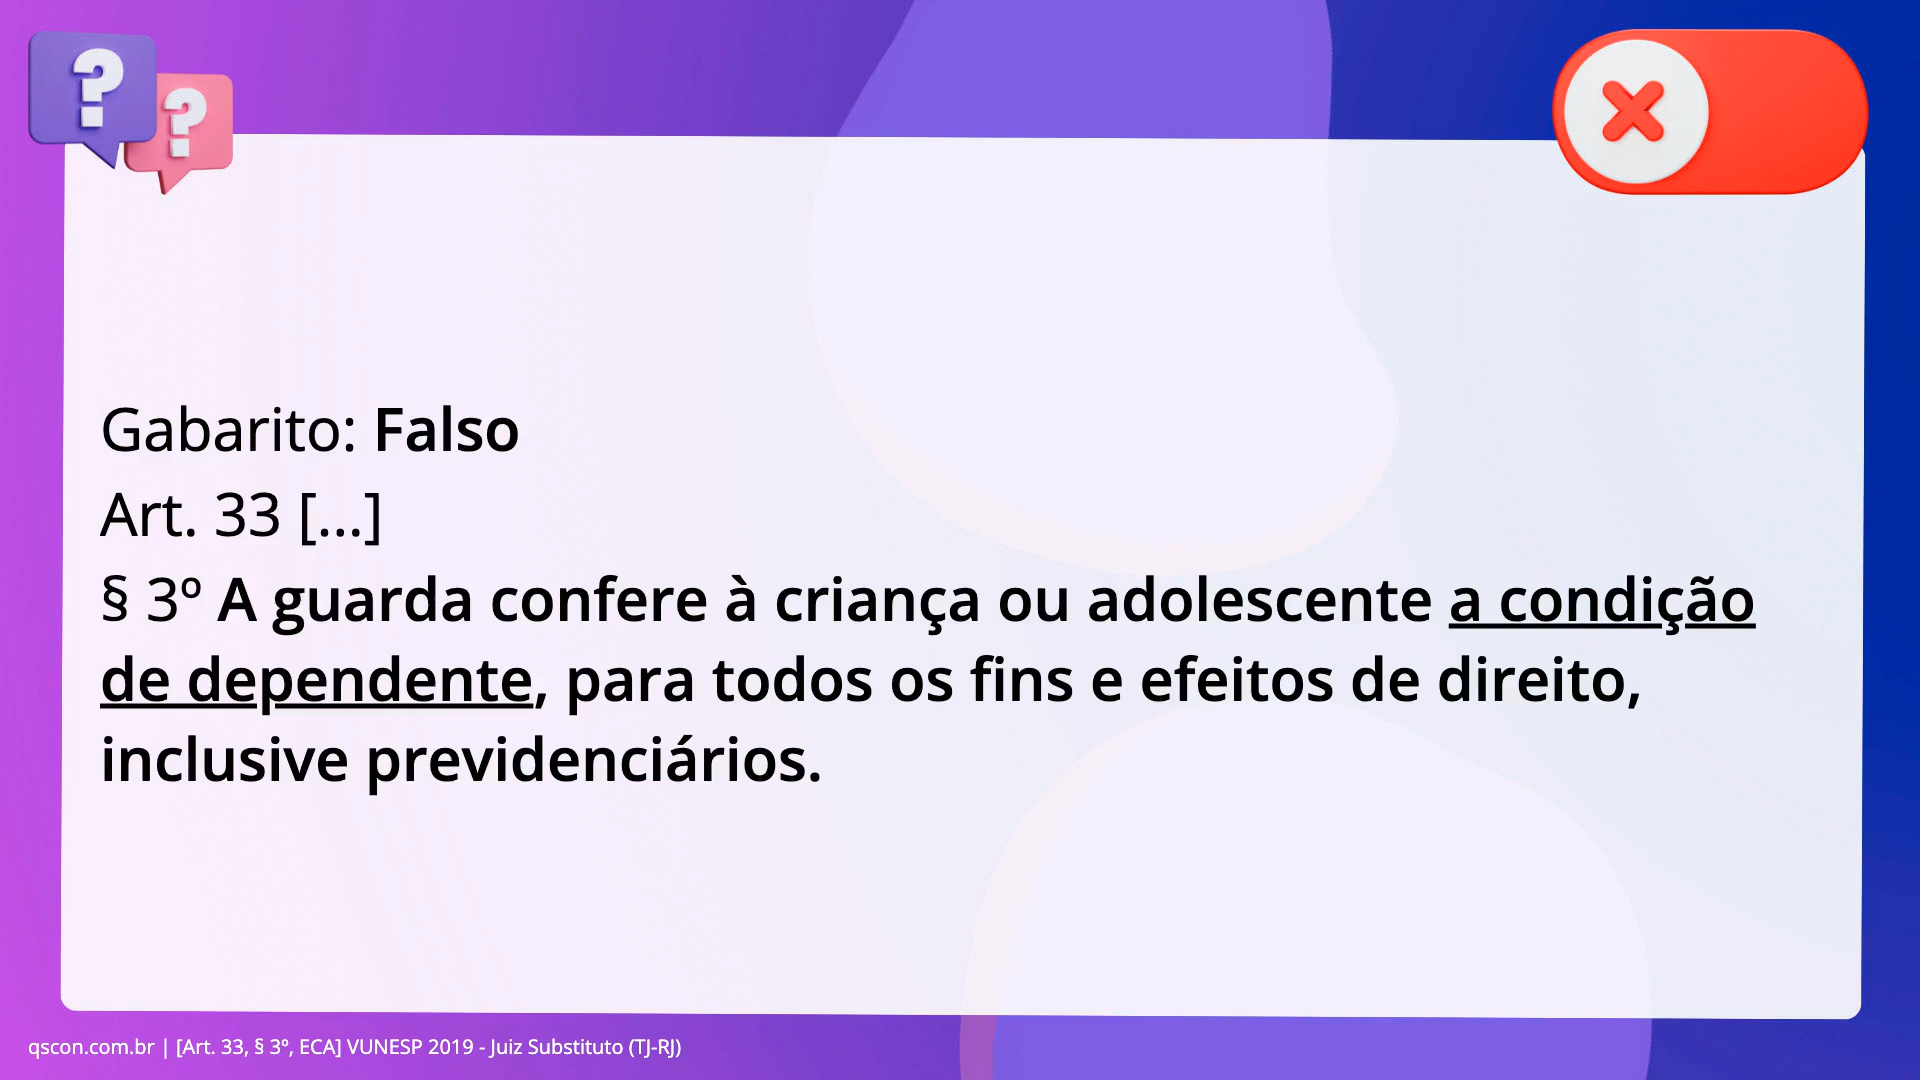 ? ?
Gabarito: Falso
Art. 33 [...]
§ 3º A guarda confere à criança ou adolescente a condição
de dependente, para todos os fins e efeitos de direito,
inclusive previdenciários.
qscon.com.br | [Art. 33, § 3º, ECA] VUNESP 2019 - Juiz Substituto (TJ-RJ)